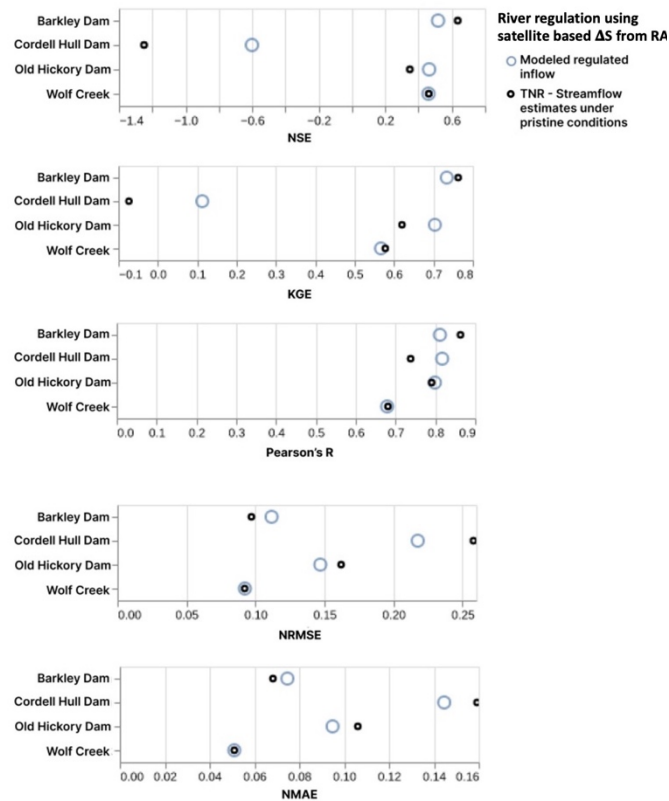 River regulation using
satellite based ΔS from RA
Modeled regulated
inflow
TNR - Streamflow
estimates under
pristine conditions
Barkley Dam
Cordell Hull Dam
Old Hickory Dam
Wolf Creek
−1.4 −1.0 −0.6 −0.2 0.2 0.6
NSE
Barkley Dam
Cordell Hull Dam
Old Hickory Dam
Wolf Creek
−0.1 0.0 0.1 0.2 0.3 0.4 0.5 0.6 0.7 0.8
KGE
Barkley Dam
Cordell Hull Dam
Old Hickory Dam
Wolf Creek
0.0 0.1 0.2 0.3 0.4 0.5 0.6 0.7 0.8 0.9
Pearson's R
Barkley Dam
Cordell Hull Dam
Old Hickory Dam
Wolf Creek
0.00 0.05 0.10 0.15 0.20 0.25
NRMSE
Barkley Dam
Cordell Hull Dam
Old Hickory Dam
Wolf Creek
0.00 0.02 0.04 0.06 0.08 0.10 0.12 0.14 0.16
NMAE